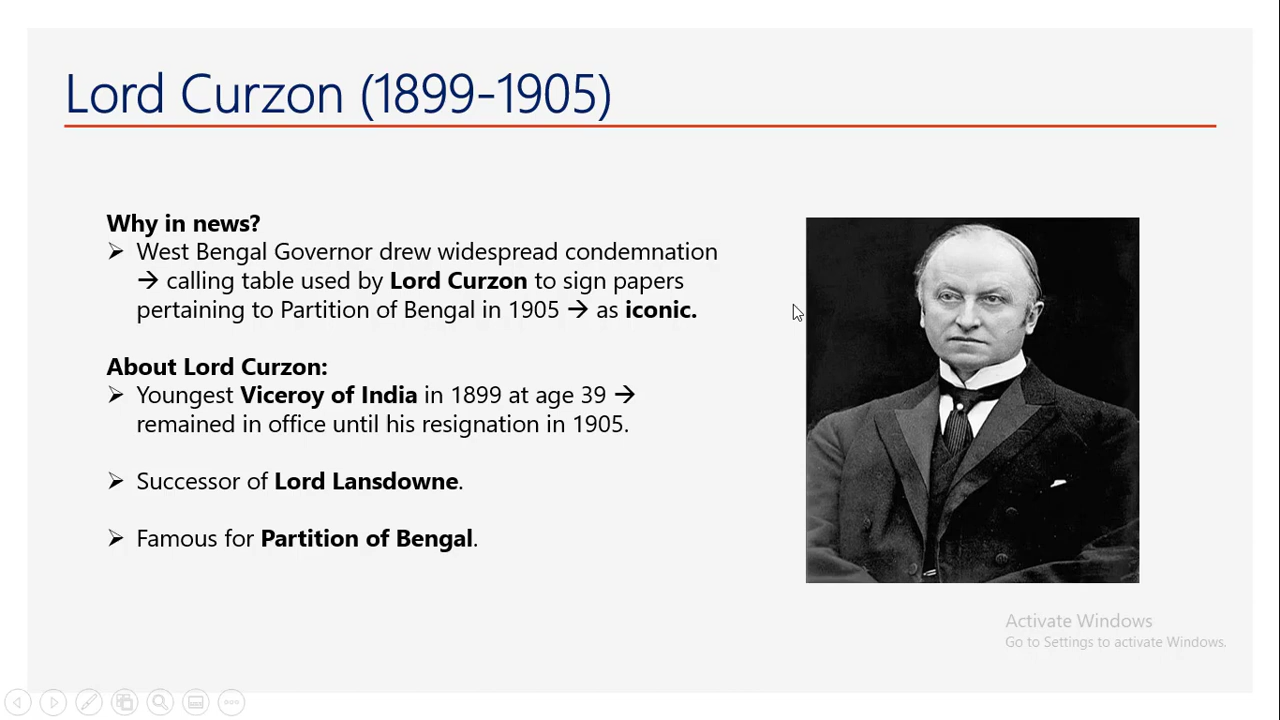 Lord Curzon (1899-1905)
Why in news?
➢ West Bengal Governor drew widespread condemnation
→ calling table used by Lord Curzon to sign papers
pertaining to Partition of Bengal in 1905 → as iconic.
About Lord Curzon:
➢ Youngest Viceroy of India in 1899 at age 39 →
remained in office until his resignation in 1905.
➢ Successor of Lord Lansdowne.
➢ Famous for Partition of Bengal.
Activate Windows
Go to Settings to activate Windows.